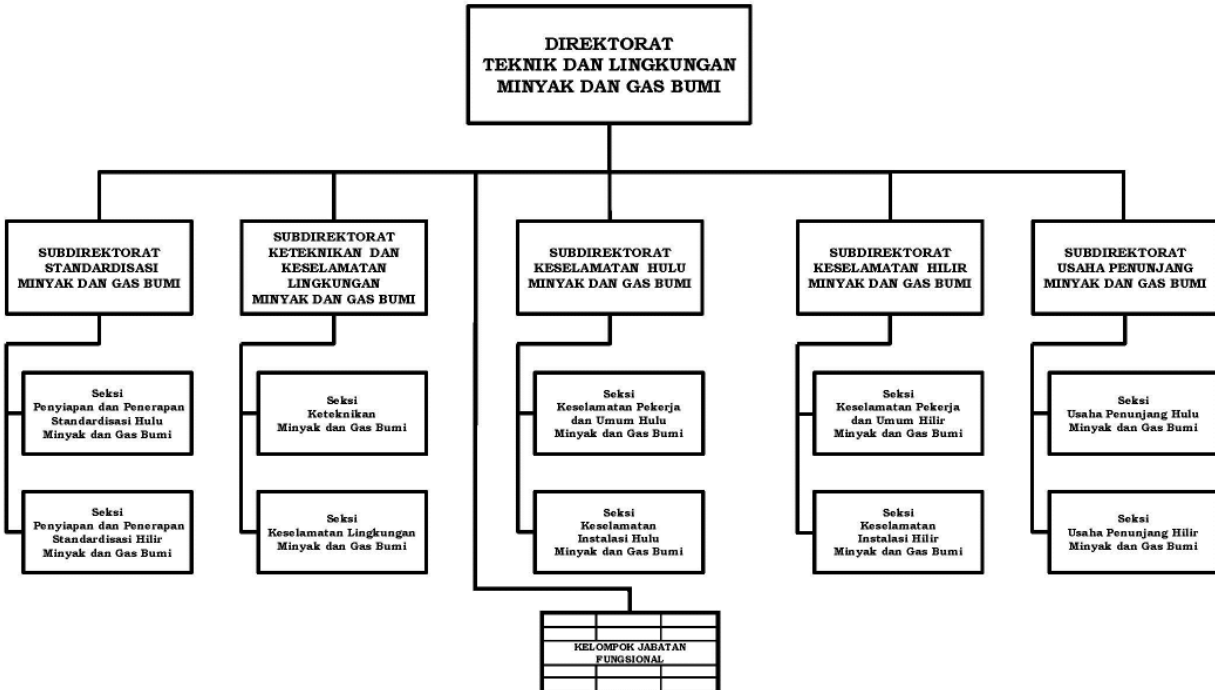 DIREKTORAT
TEKNIK DAN LINGKUNGAN
MINYAK DAN GAS BUMI
SUBDIREKTORAT
STANDARDISASI
MINYAK DAN GAS BUMI
SUBDIREKTORAT
KETEKNIKAN DAN
KESELAMATAN
LINGKUNGAN
MINYAK DAN GAS BUMI
SUBDIREKTORAT
KESELAMATAN HULU
MINYAK DAN GAS BUMI
SUBDIREKTORAT
KESELAMATAN HILIR
MINYAK DAN GAS BUMI
SUBDIREKTORAT
USAHA PENUNJANG
MINYAK DAN GAS BUMI
Seksi
Penyiapan dan Penerapan
Standardisasi Hulu
Minyak dan Gas Bumi
Seksi
Keteknikan
Minyak dan Gas Bumi
Seksi
Keselamatan Pekerja
dan Umum Hulu
Minyak dan Gas Bumi
Seksi
Keselamatan Pekerja
dan Umum Hilir
Minyak dan Gas Bumi
Seksi
Usaha Penunjang Hulu
Minyak dan Gas Bumi
Seksi
Penyiapan dan Penerapan
Standardisasi Hilir
Minyak dan Gas Bumi
Seksi
Keselamatan Lingkungan
Minyak dan Gas Bumi
Seksi
Keselamatan
Instalasi Hulu
Minyak dan Gas Bumi
Seksi
Keselamatan
Instalasi Hilir
Minyak dan Gas Bumi
Seksi
Usaha Penunjang Hilir
Minyak dan Gas Bumi
KELOMPOK JABATAN
FUNGSIONAL